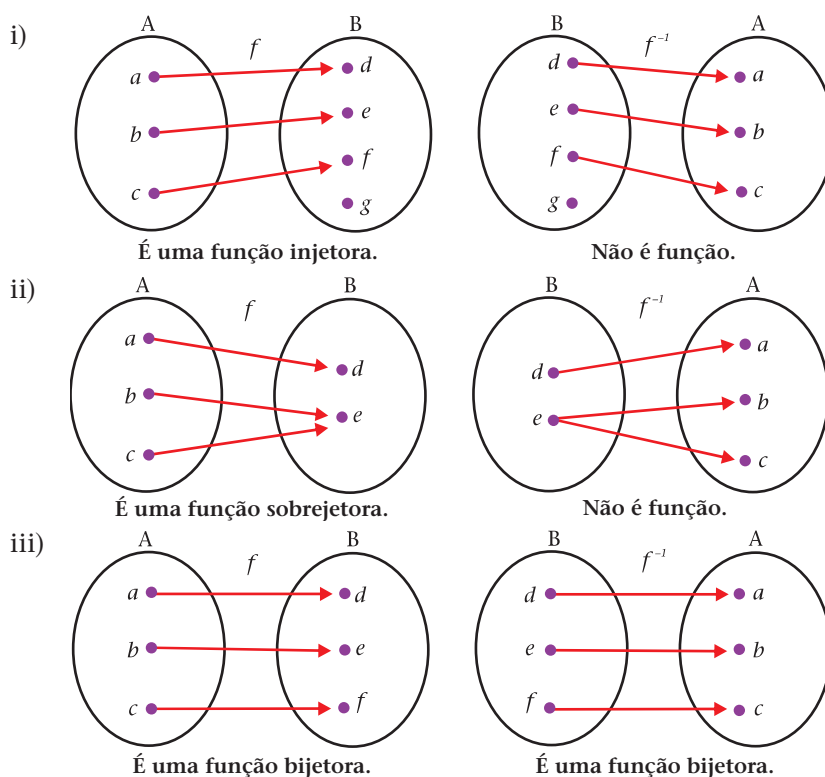 i)
A f B
a
b
c
d
e
f
g
É uma função injetora.
B f⁻¹ A
d
e
f
g
a
b
c
Não é função.
ii)
A f B
a
b
c
d
e
É uma função sobrejetora.
B f⁻¹ A
d
e
a
b
c
Não é função.
iii)
A f B
a
b
c
d
e
f
É uma função bijetora.
B f⁻¹ A
d
e
f
a
b
c
É uma função bijetora.